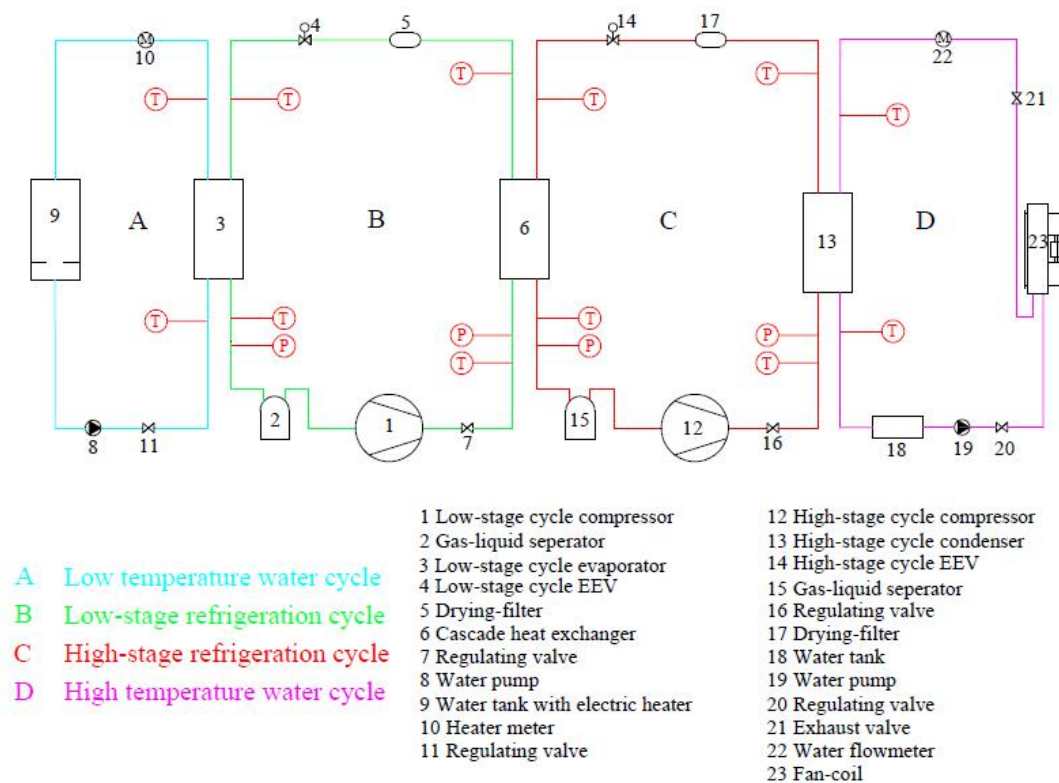 4
5
14
17
M
10
M
22
T
T
T
T
T
T
21
9
A
3
B
6
C
13
D
23
T
T
P
P
T
T
P
P
T
T
2
1
15
12
8
11
7
16
18
19
20
1 Low-stage cycle compressor
2 Gas-liquid seperator
3 Low-stage cycle evaporator
4 Low-stage cycle EEV
5 Drying-filter
6 Cascade heat exchanger
7 Regulating valve
8 Water pump
9 Water tank with electric heater
10 Heater meter
11 Regulating valve
12 High-stage cycle compressor
13 High-stage cycle condenser
14 High-stage cycle EEV
15 Gas-liquid seperator
16 Regulating valve
17 Drying-filter
18 Water tank
19 Water pump
20 Regulating valve
21 Exhaust valve
22 Water flowmeter
23 Fan-coil
A Low temperature water cycle
B Low-stage refrigeration cycle
C High-stage refrigeration cycle
D High temperature water cycle